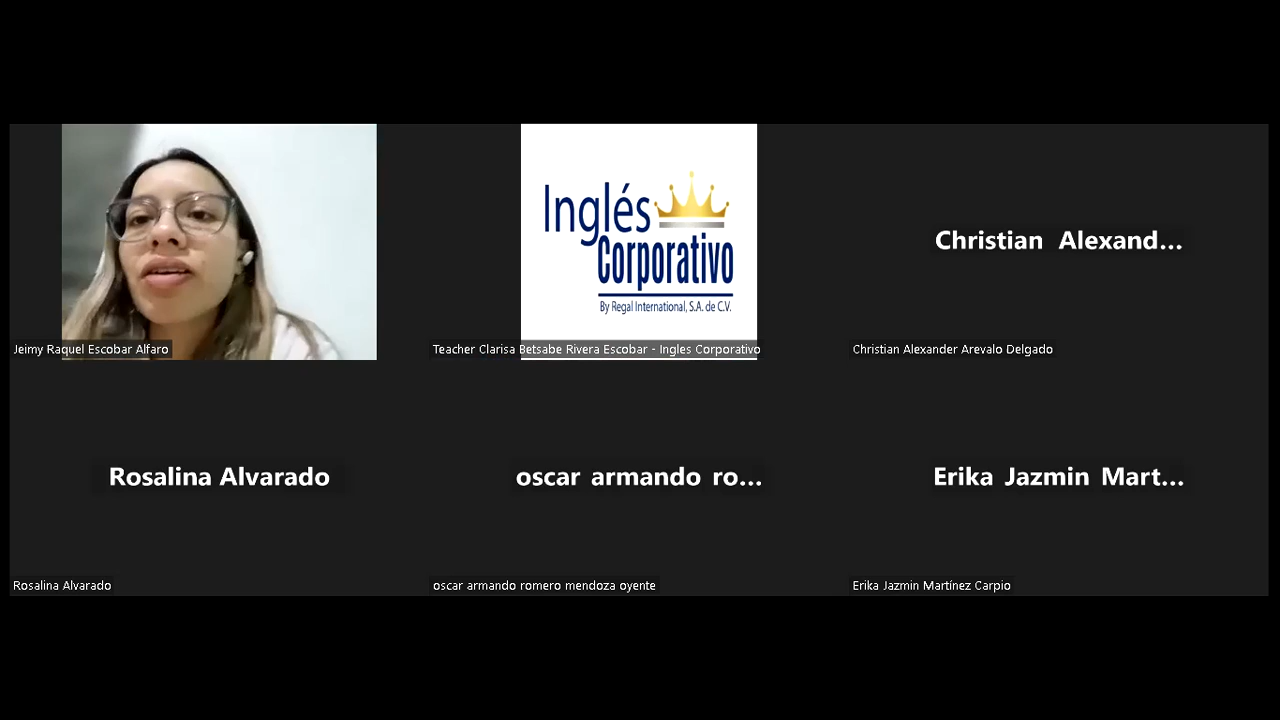 Inglés
Corporativo
By Regal International, S.A. de C.V.
Christian Alexand...
Jeimy Raquel Escobar Alfaro
Teacher Clarisa Betsabe Rivera Escobar - Ingles Corporativo
Christian Alexander Arevalo Delgado
Rosalina Alvarado
oscar armando ro...
Erika Jazmin Mart...
Rosalina Alvarado
oscar armando romero mendoza oyente
Erika Jazmin Martínez Carpio